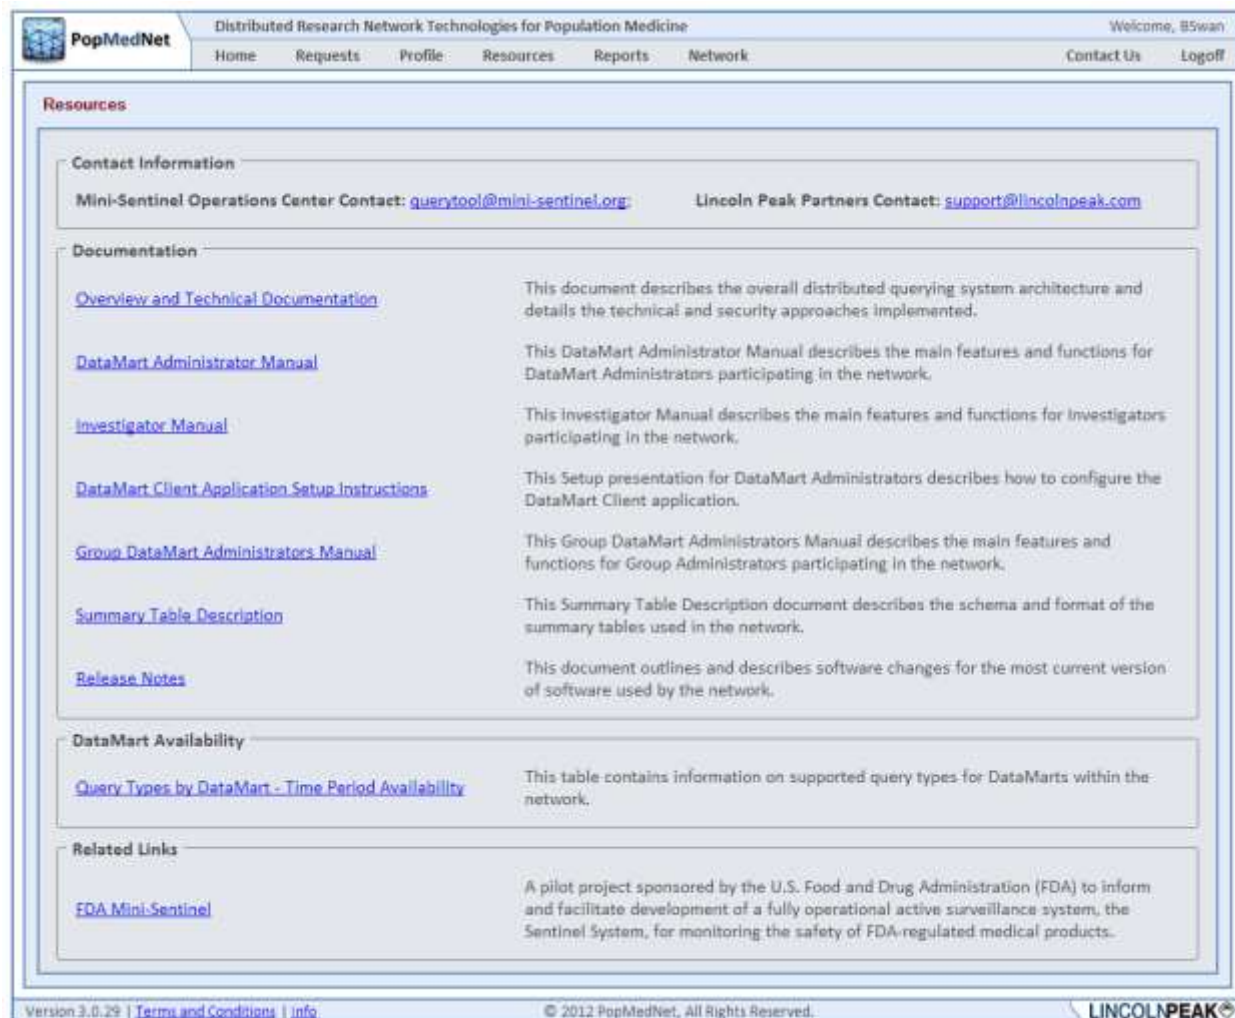 PopMedNet
Distributed Research Network Technologies for Population Medicine
Welcome, BSwan
Home Requests Profile Resources Reports Network Contact Us Logoff
Resources
Contact Information
Mini-Sentinel Operations Center Contact: querytool@mini-sentinel.org; Lincoln Peak Partners Contact: support@lincolnpeak.com
Documentation
Overview and Technical Documentation
This document describes the overall distributed querying system architecture and
details the technical and security approaches implemented.
DataMart Administrator Manual
This DataMart Administrator Manual describes the main features and functions for
DataMart Administrators participating in the network.
Investigator Manual
This Investigator Manual describes the main features and functions for Investigators
participating in the network.
DataMart Client Application Setup Instructions
This Setup presentation for DataMart Administrators describes how to configure the
DataMart Client application.
Group DataMart Administrators Manual
This Group DataMart Administrators Manual describes the main features and
functions for Group Administrators participating in the network.
Summary Table Description
This Summary Table Description document describes the schema and format of the
summary tables used in the network.
Release Notes
This document outlines and describes software changes for the most current version
of software used by the network.
DataMart Availability
Query Types by DataMart - Time Period Availability
This table contains information on supported query types for DataMarts within the
network.
Related Links
FDA Mini-Sentinel
A pilot project sponsored by the U.S. Food and Drug Administration (FDA) to inform
and facilitate development of a fully operational active surveillance system, the
Sentinel System, for monitoring the safety of FDA-regulated medical products.
Version 3.0.29 | Terms and Conditions | Info
© 2012 PopMedNet, All Rights Reserved.
LINCOLNPEAK